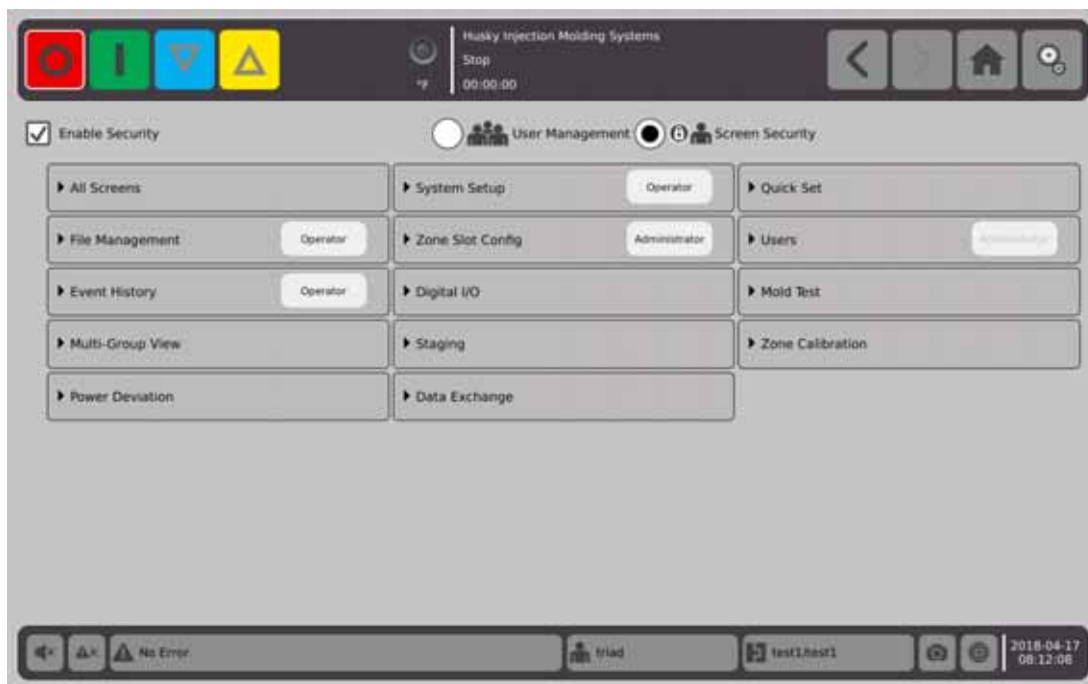 Husky Injection Molding Systems
Stop
°F
00:00:00
Enable Security
User Management
Screen Security
All Screens
System Setup
Operator
Quick Set
File Management
Operator
Zone Slot Config
Administrator
Users
Administrator
Event History
Operator
Digital I/O
Mold Test
Multi-Group View
Staging
Zone Calibration
Power Deviation
Data Exchange
No Error
triad
test1/test1
2018-04-17
08:12:08